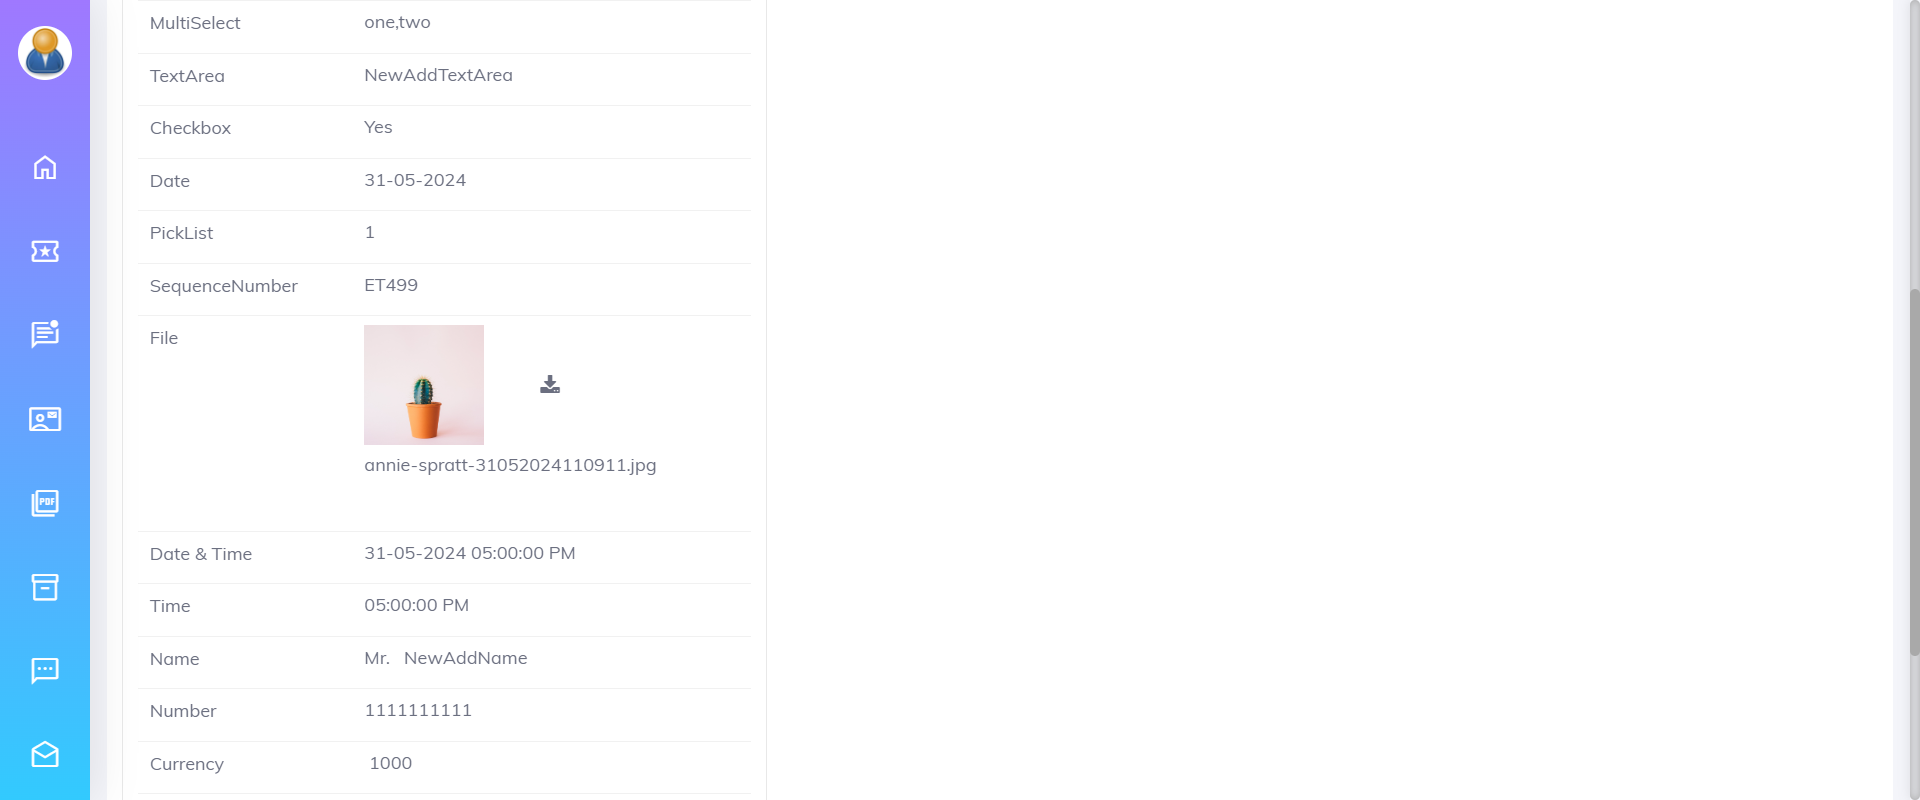 MultiSelect one,two
TextArea NewAddTextArea
Checkbox Yes
Date 31-05-2024
PickList 1
SequenceNumber ET499
File
annie-spratt-31052024110911.jpg
Date & Time 31-05-2024 05:00:00 PM
Time 05:00:00 PM
Name Mr. NewAddName
Number 1111111111
Currency 1000
PDF